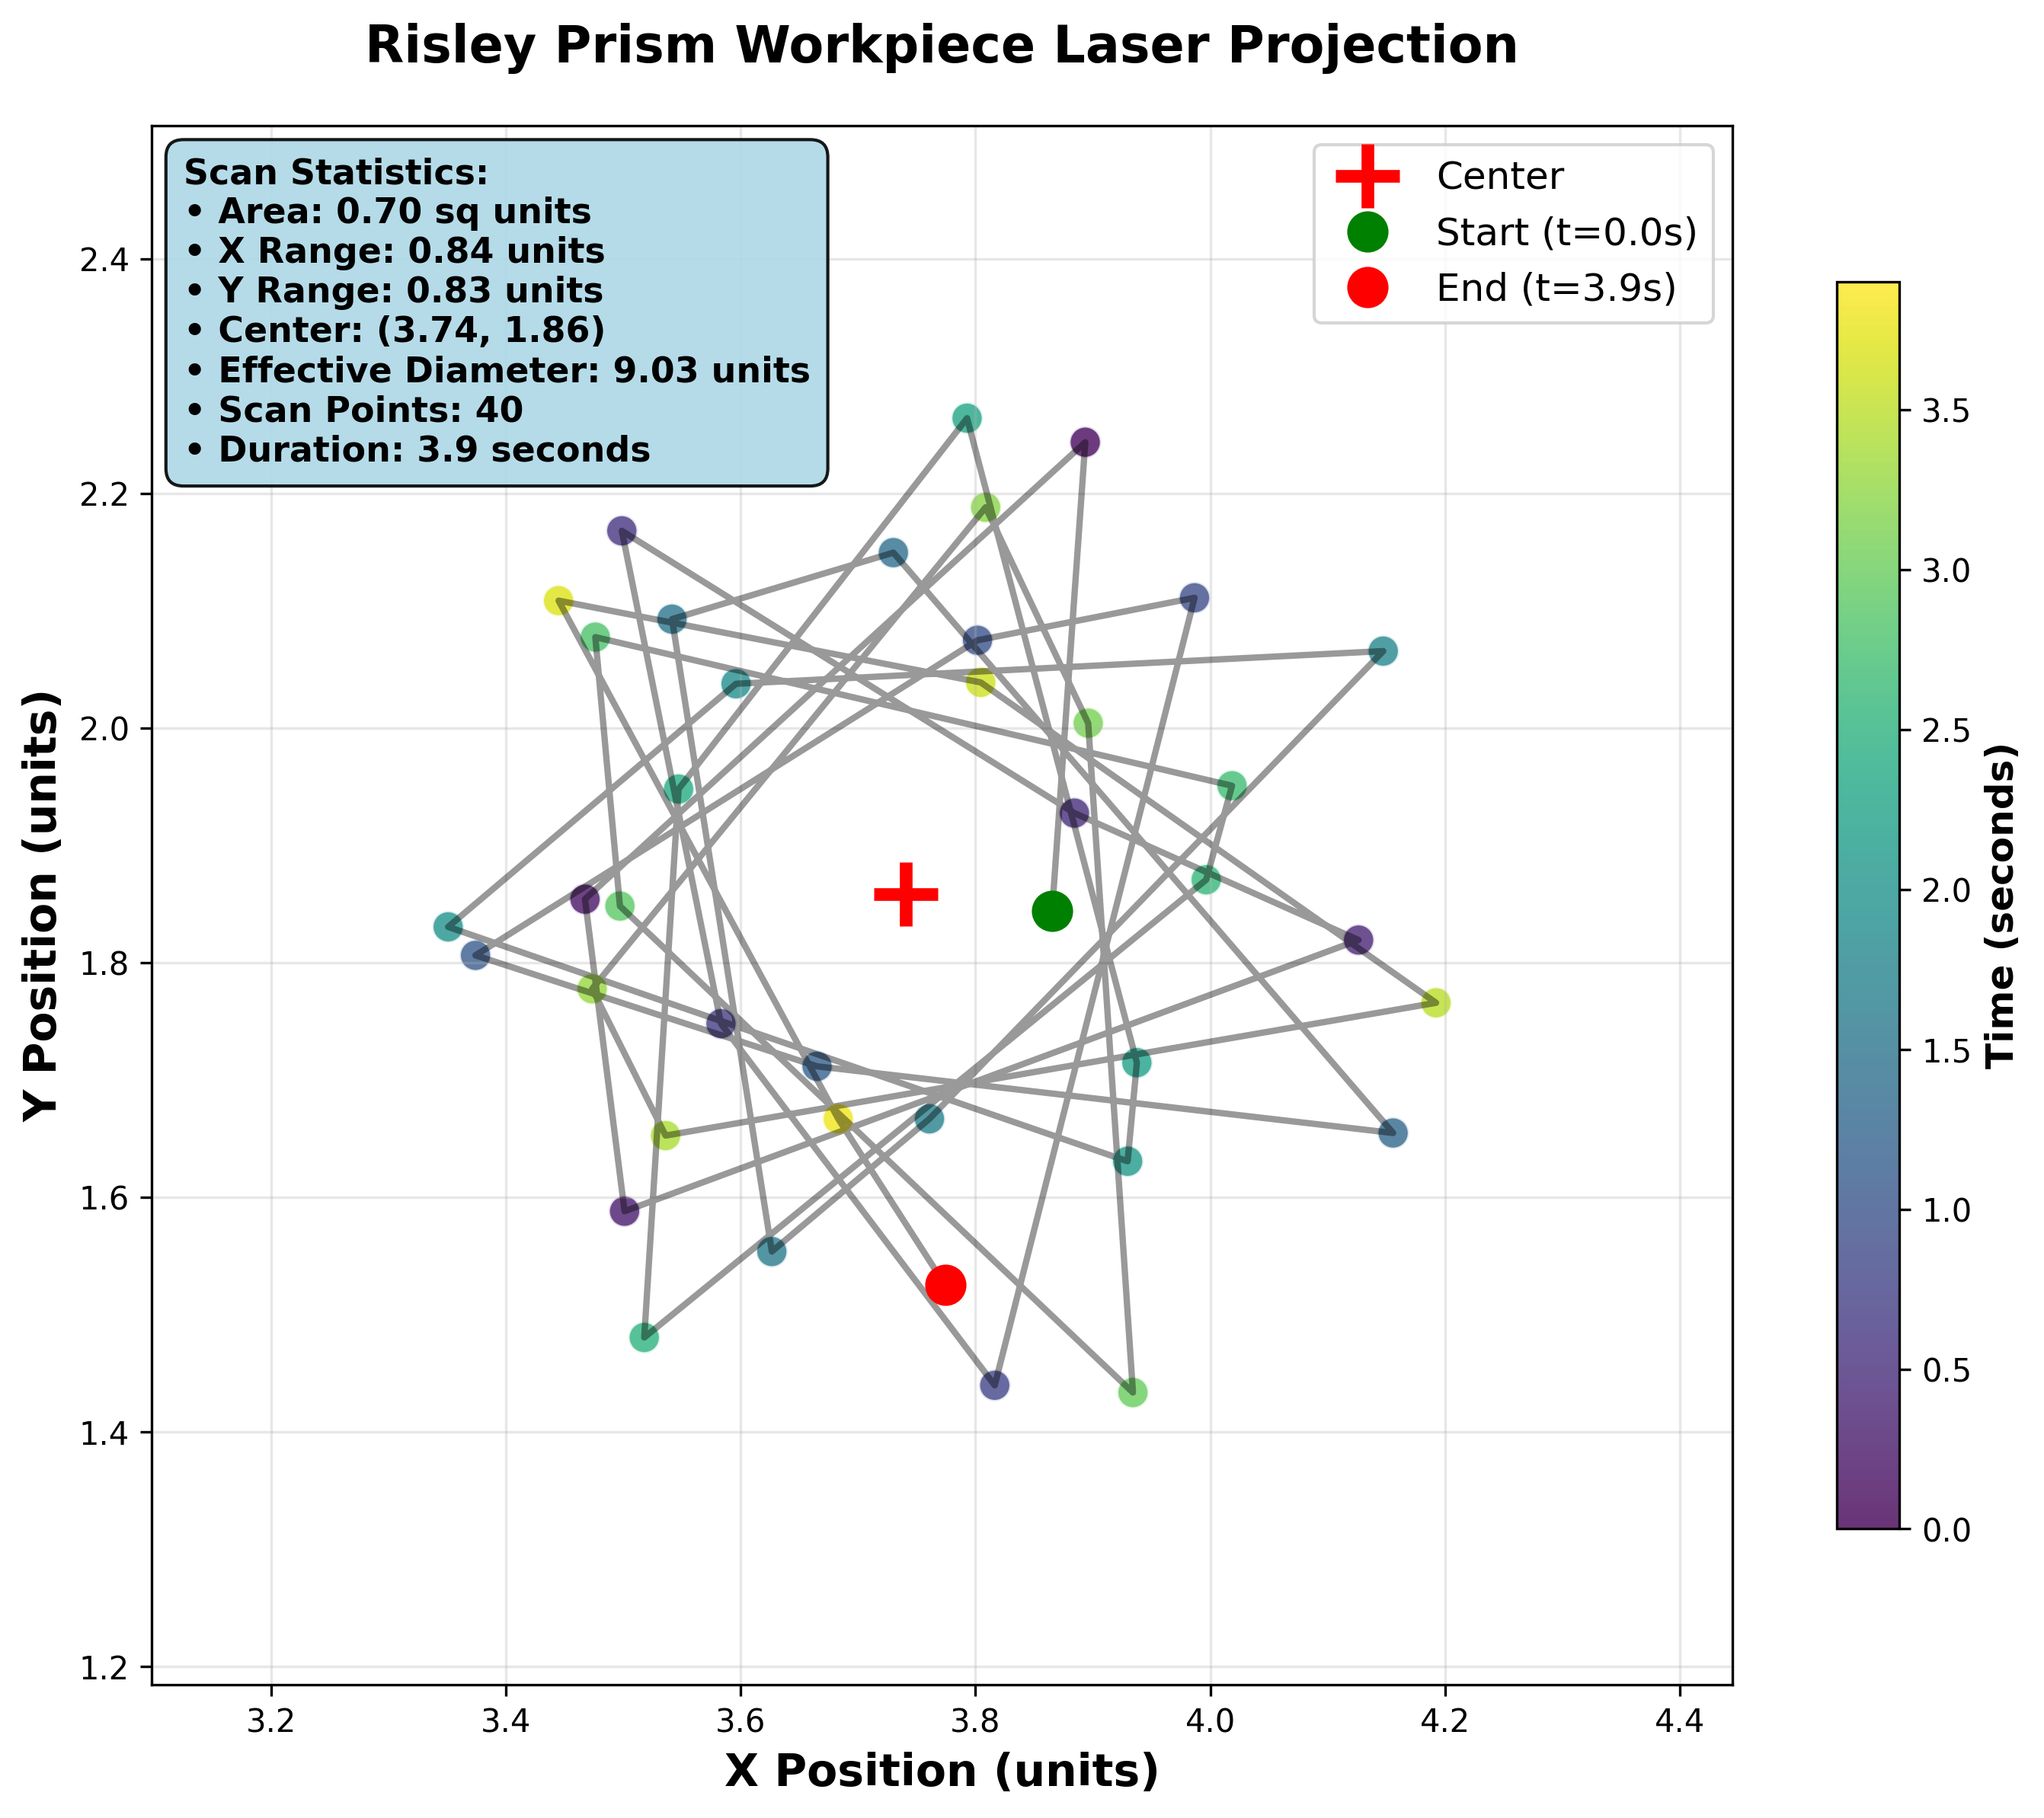 Risley Prism Workpiece Laser Projection
Scan Statistics:
• Area: 0.70 sq units
• X Range: 0.84 units
• Y Range: 0.83 units
• Center: (3.74, 1.86)
• Effective Diameter: 9.03 units
• Scan Points: 40
• Duration: 3.9 seconds
Center
Start (t=0.0s)
End (t=3.9s)
Y Position (units)
2.4
2.2
2.0
1.8
1.6
1.4
1.2
3.2
3.4
3.6
3.8
4.0
4.2
4.4
X Position (units)
3.5
3.0
2.5
2.0
1.5
1.0
0.5
0.0
Time (seconds)